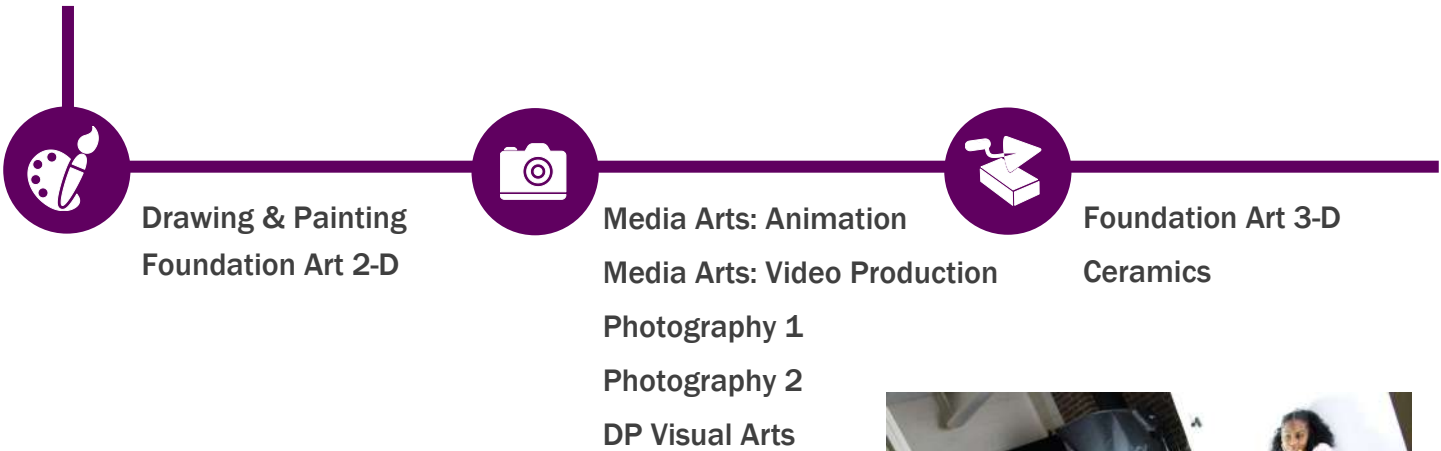 Drawing & Painting
Foundation Art 2-D
Media Arts: Animation
Media Arts: Video Production
Photography 1
Photography 2
DP Visual Arts
Foundation Art 3-D
Ceramics